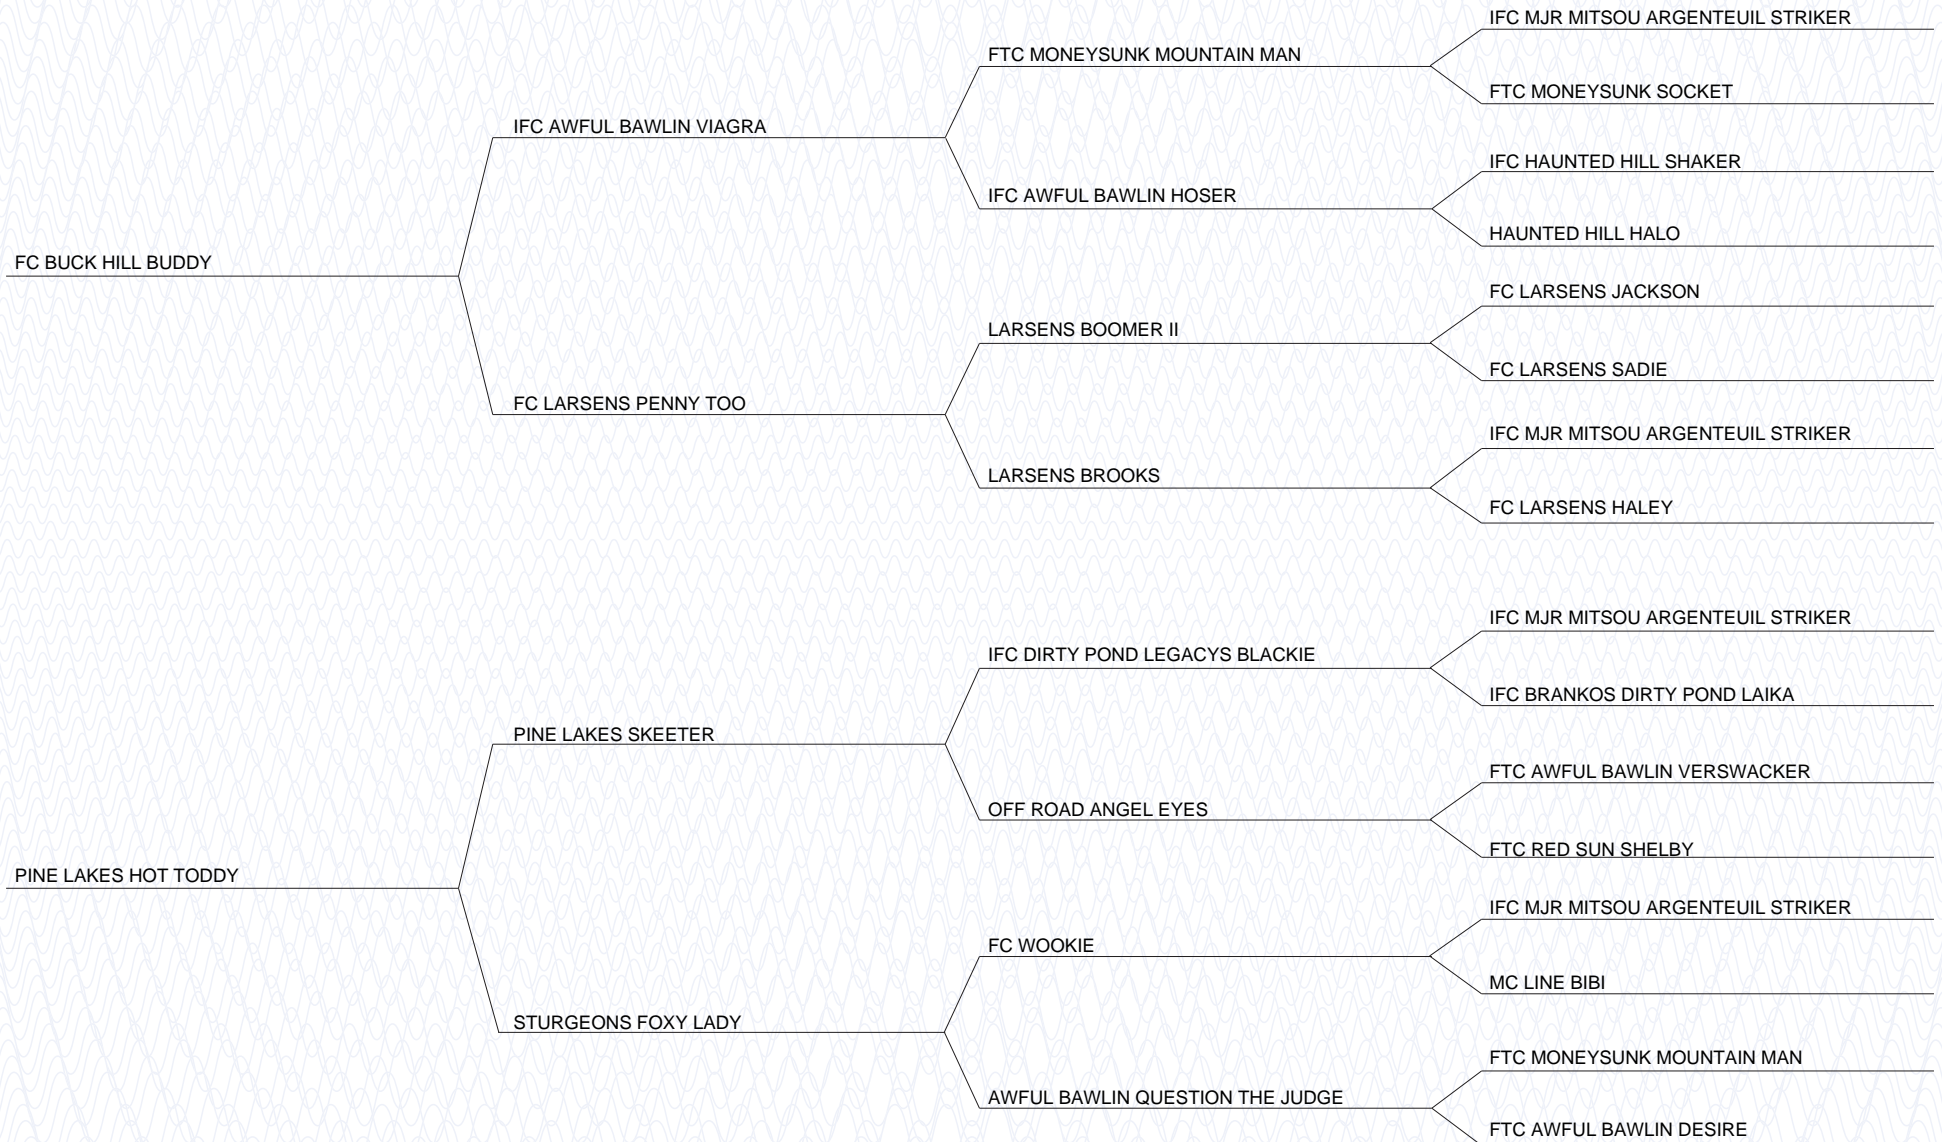 IFC MJR MITSOU ARGENTEUIL STRIKER
FTC MONEYSUNK MOUNTAIN MAN
FTC MONEYSUNK SOCKET
IFC AWFUL BAWLIN VIAGRA
IFC HAUNTED HILL SHAKER
IFC AWFUL BAWLIN HOSER
HAUNTED HILL HALO
FC BUCK HILL BUDDY
FC LARSENS JACKSON
LARSENS BOOMER II
FC LARSENS SADIE
FC LARSENS PENNY TOO
IFC MJR MITSOU ARGENTEUIL STRIKER
LARSENS BROOKS
FC LARSENS HALEY
IFC MJR MITSOU ARGENTEUIL STRIKER
IFC DIRTY POND LEGACYS BLACKIE
IFC BRANKOS DIRTY POND LAIKA
PINE LAKES SKEETER
FTC AWFUL BAWLIN VERSWACKER
OFF ROAD ANGEL EYES
FTC RED SUN SHELBY
PINE LAKES HOT TODDY
IFC MJR MITSOU ARGENTEUIL STRIKER
FC WOOKIE
MC LINE BIBI
STURGEONS FOXY LADY
FTC MONEYSUNK MOUNTAIN MAN
AWFUL BAWLIN QUESTION THE JUDGE
FTC AWFUL BAWLIN DESIRE